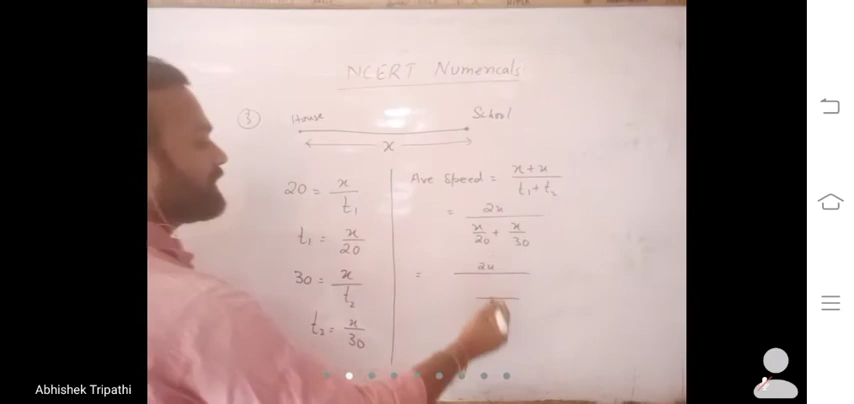 NCERT Numericals
③ House School
x
20 = x/t₁
t₁ = x/20
30 = x/t₂
t₂ = x/30
Ave Speed = x+x/t₁+t₂
= 2x/x/20 + x/30
= 2x
Abhishek Tripathi